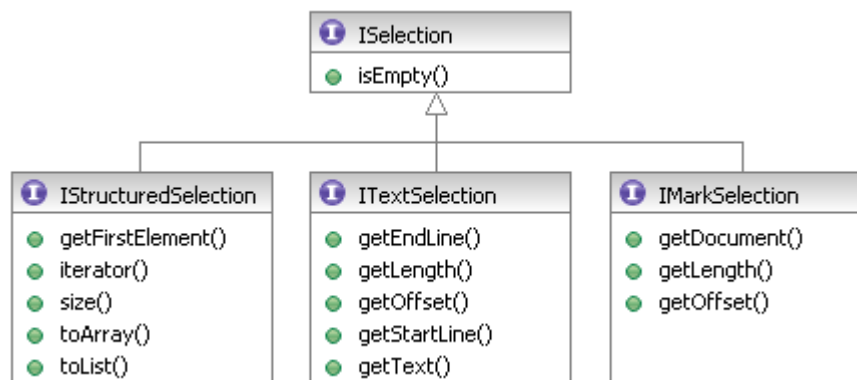 I ISelection
isEmpty()
I IStructuredSelection
getFirstElement()
iterator()
size()
toArray()
toList()
I ITextSelection
getEndLine()
getLength()
getOffset()
getStartLine()
getText()
I IMarkSelection
getDocument()
getLength()
getOffset()